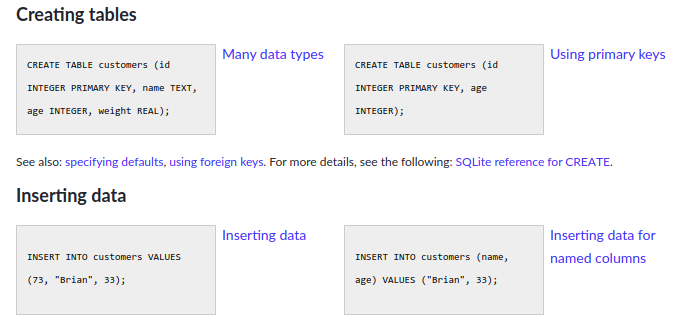 Creating tables
CREATE TABLE customers (id
INTEGER PRIMARY KEY, name TEXT,
age INTEGER, weight REAL);
Many data types
CREATE TABLE customers (id
INTEGER PRIMARY KEY, age
INTEGER);
Using primary keys
See also: specifying defaults, using foreign keys. For more details, see the following: SQLite reference for CREATE.
Inserting data
INSERT INTO customers VALUES
(73, "Brian", 33);
Inserting data
INSERT INTO customers (name,
age) VALUES ("Brian", 33);
Inserting data for
named columns